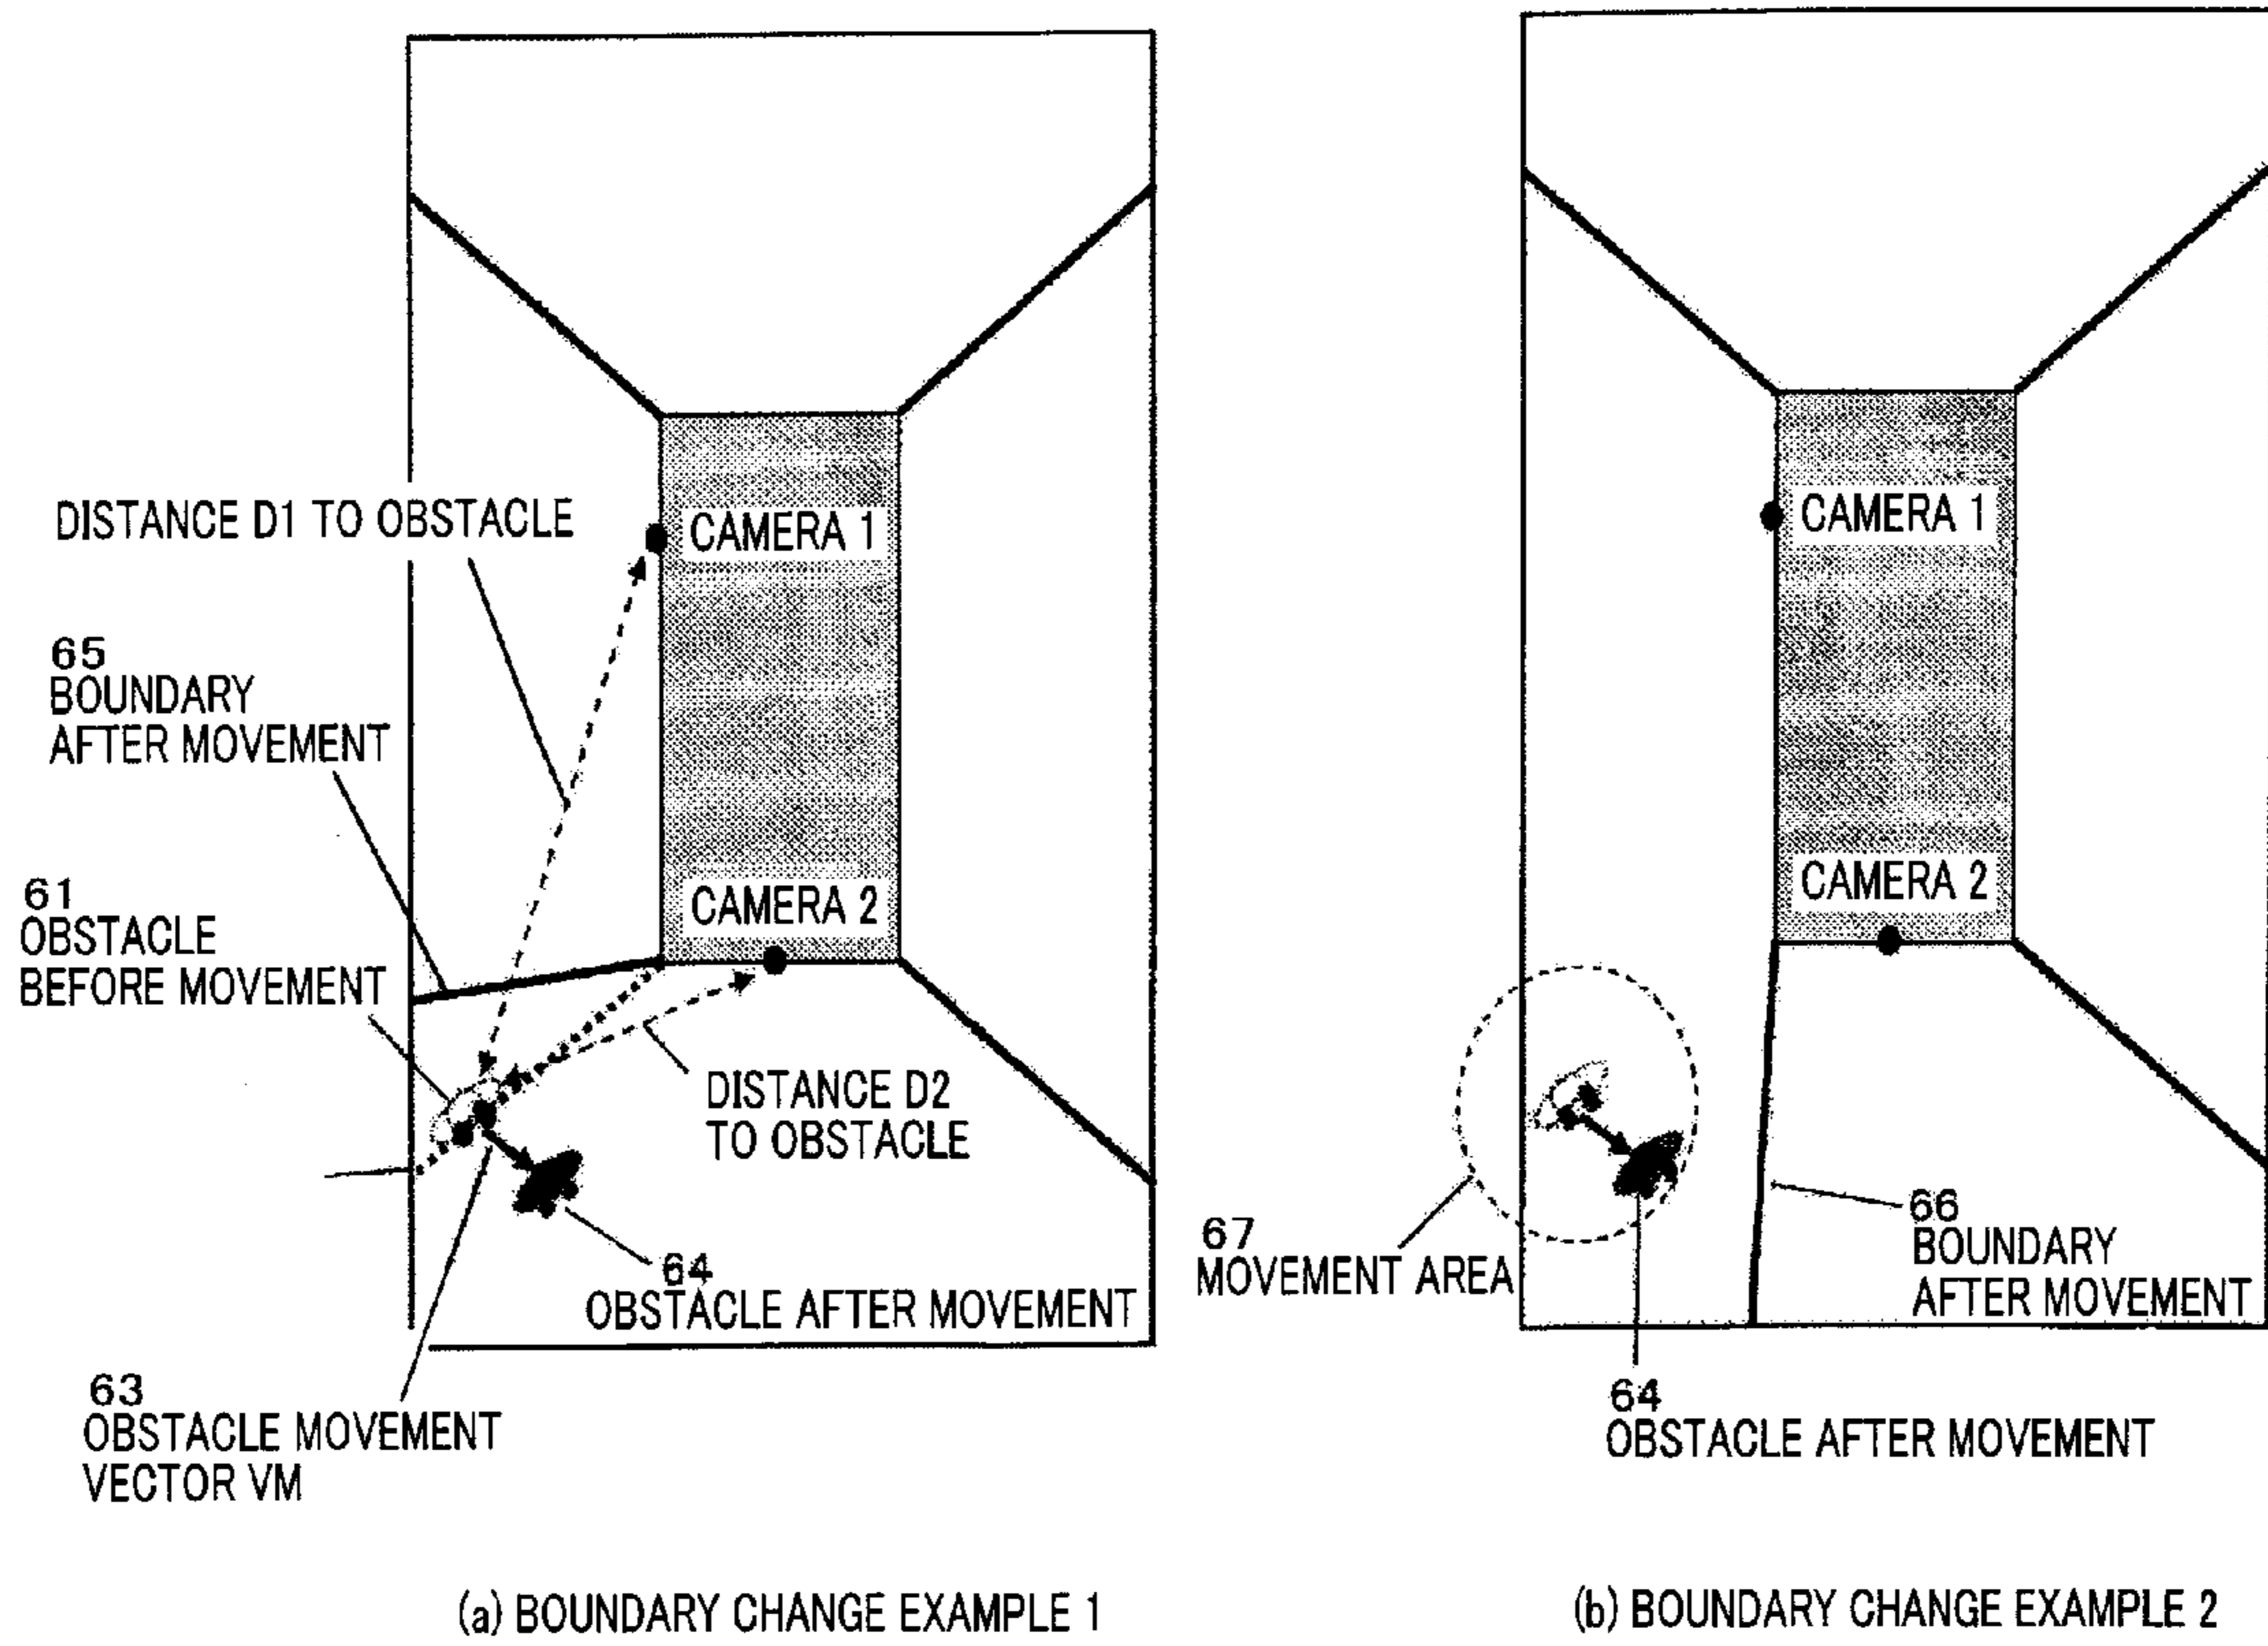 DISTANCE D1 TO OBSTACLE
CAMERA 1
65
BOUNDARY
AFTER MOVEMENT
61
OBSTACLE
BEFORE MOVEMENT
CAMERA 2
DISTANCE D2
TO OBSTACLE
64
OBSTACLE AFTER MOVEMENT
63
OBSTACLE MOVEMENT
VECTOR VM
(a) BOUNDARY CHANGE EXAMPLE 1
CAMERA 1
CAMERA 2
67
MOVEMENT AREA
66
BOUNDARY
AFTER MOVEMENT
64
OBSTACLE AFTER MOVEMENT
(b) BOUNDARY CHANGE EXAMPLE 2